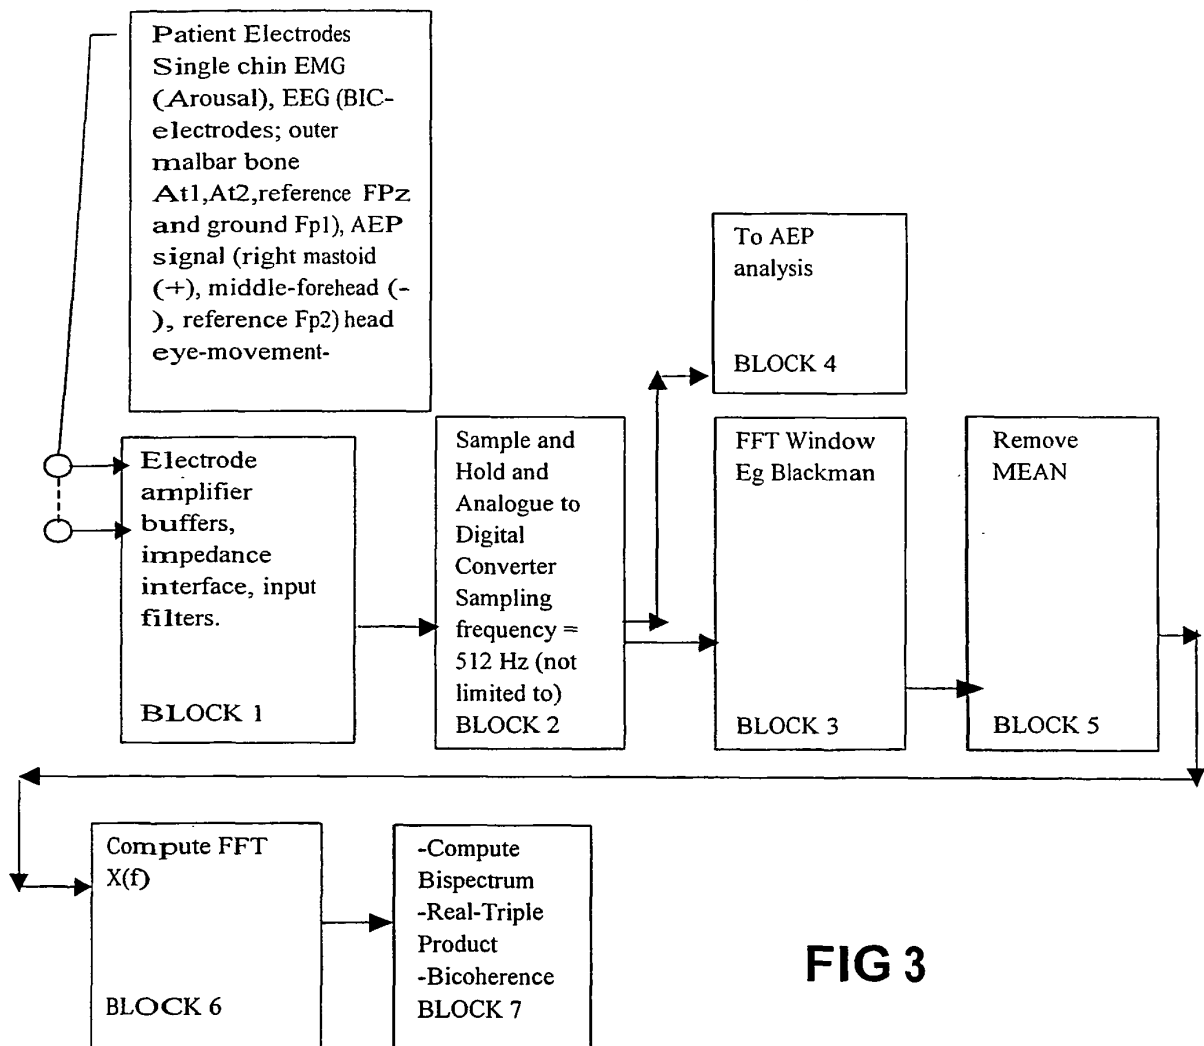 Patient Electrodes
Single chin EMG
(Arousal), EEG (BIC-
electrodes; outer
malbar bone
At1,At2,reference FPz
and ground Fp1), AEP
signal (right mastoid
(+), middle-forehead (-
), reference Fp2) head
eye-movement-
To AEP
analysis
BLOCK 4
Electrode
amplifier
buffers,
impedance
interface, input
filters.
BLOCK 1
Sample and
Hold and
Analogue to
Digital
Converter
Sampling
frequency =
512 Hz (not
limited to)
BLOCK 2
FFT Window
Eg Blackman
BLOCK 3
Remove
MEAN
BLOCK 5
Compute FFT
X(f)
BLOCK 6
-Compute
Bispectrum
-Real-Triple
Product
-Bicoherence
BLOCK 7
FIG 3